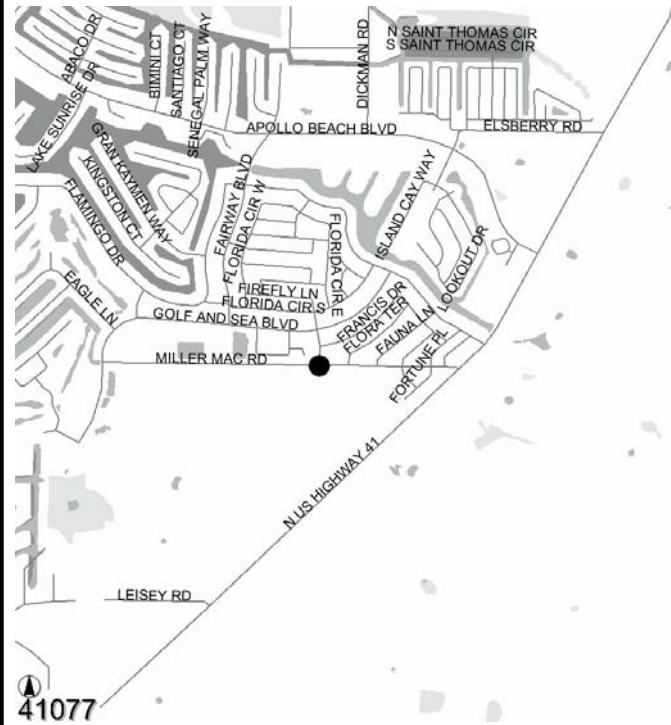 N SAINT THOMAS CIR
S SAINT THOMAS CIR
DICKMAN RD
ABACO DR
BIMINI CT
SANTIAGO CT
SENEGAL PALM WAY
LAKE SUNRISE DR
APOLLO BEACH BLVD
ELSBERRY RD
GRAN KAYMEN WAY
KINGSTON CT
FLAMINGO DR
FAIRWAY BLVD
FLORIDA CIR W
FLORIDA CIR E
ISLAND CAY WAY
LOOKOUT DR
EAGLE LN
FIREFLY LN
FLORIDA CIR S
GOLF AND SEA BLVD
FRANCIS DR
FLORA TER
FAUNA LN
FORTUNE PL
MILLER MAC RD
N US HIGHWAY 41
LEISEY RD
41077